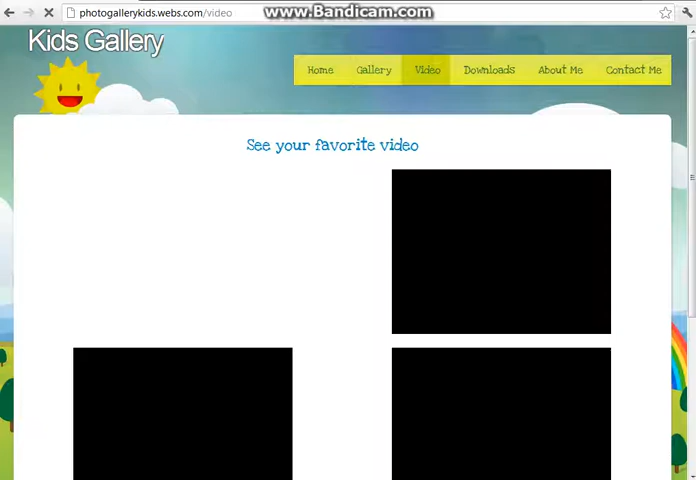 photogallerykids.webs.com/video
www.Bandicam.com
Kids Gallery
Home Gallery Video Downloads About Me Contact Me
See your favorite video